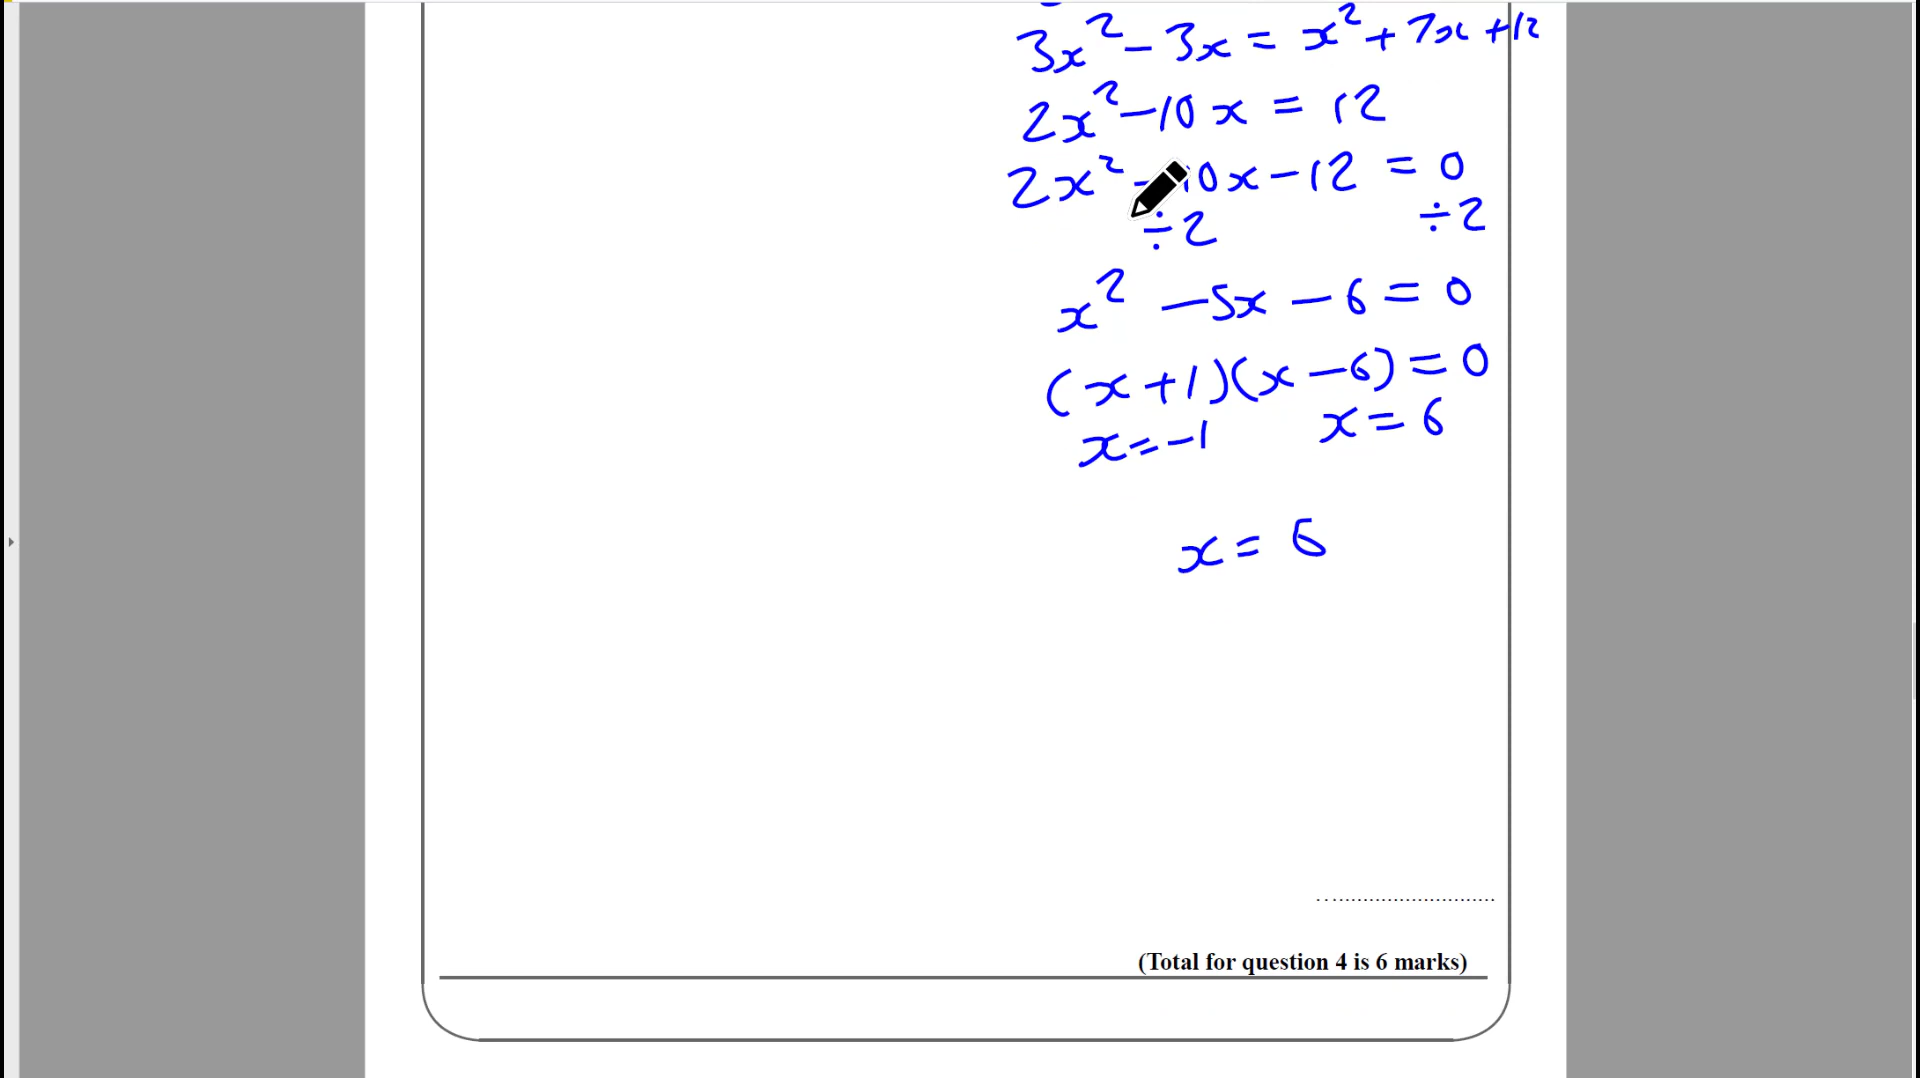 3x² - 3x = x² + 7x + 12
2x² - 10x = 12
2x² - 10x - 12 = 0
÷2 ÷2
x² - 5x - 6 = 0
(x + 1)(x - 6) = 0
x = -1 x = 6
x = 6
............................
(Total for question 4 is 6 marks)